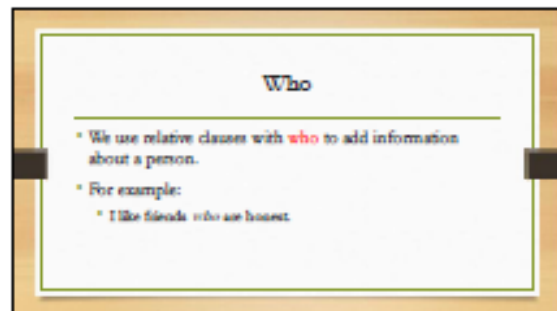 Who
We use relative clauses with who to add information
about a person.
For example:
I like friends who are honest